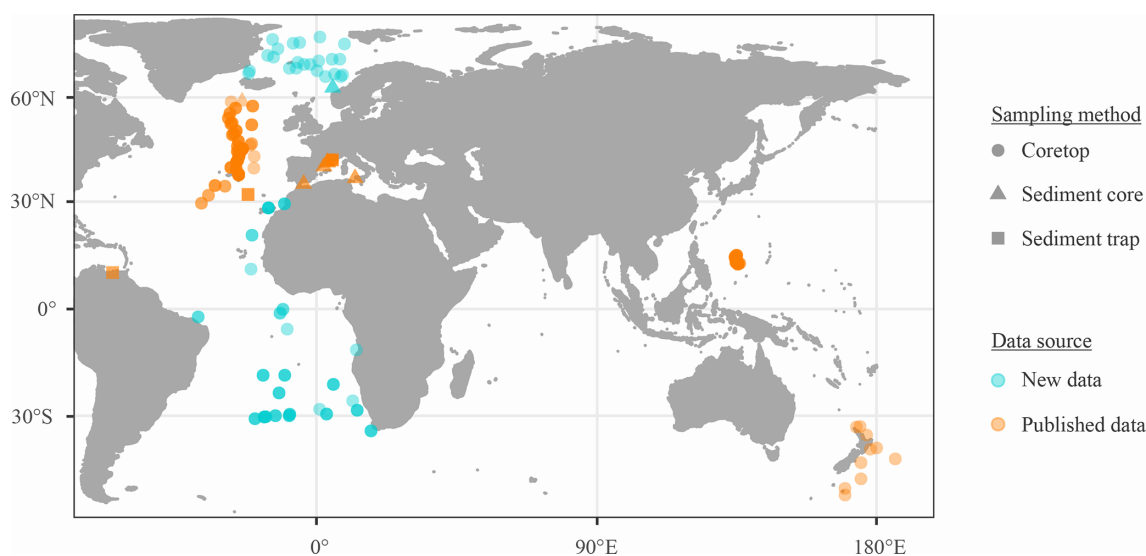 60°N
30°N
0°
30°S
0°
90°E
180°E
Sampling method
Coretop
Sediment core
Sediment trap
Data source
New data
Published data